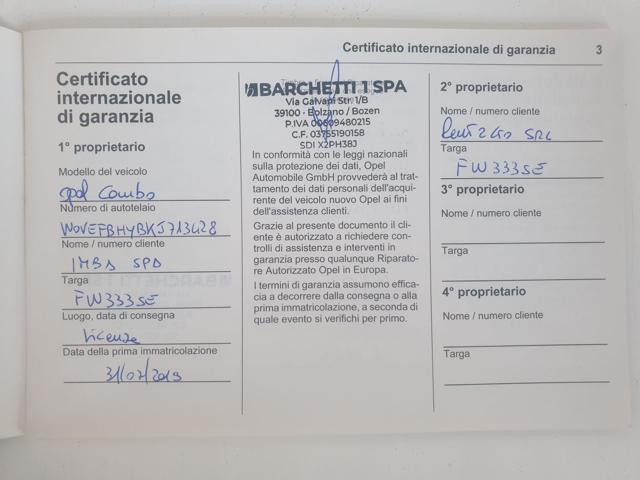 Certificato internazionale di garanzia 3
Certificato
internazionale
di garanzia
1° proprietario
Modello del veicolo
opel Combo
Numero di autotelaio
Nome / numero cliente
IMBA SPA
Targa
FW333SE
Luogo, data di consegna
Vicenza
Data della prima immatricolazione
31/07/2019
BARCHETTI 1 SPA
Via Galvani Str. 1/B
39100 - Bolzano / Bozen
P.IVA 00609480215
C.F. 03755190158
SDI X2PH38J
In conformità con le leggi nazionali
sulla protezione dei dati, Opel
Automobile GmbH provvederà al trat-
tamento dei dati personali dell'acqui-
rente del veicolo nuovo Opel ai fini
dell'assistenza clienti.
Grazie al presente documento il cli-
ente è autorizzato a richiedere con-
trolli di assistenza e interventi in
garanzia presso qualunque Riparato-
re Autorizzato Opel in Europa.
I termini di garanzia assumono effica-
cia a decorrere dalla consegna o alla
prima immatricolazione, a seconda di
quale evento si verifichi per primo.
2° proprietario
Nome / numero cliente
Rent2Go SRL
Targa
FW333SE
3° proprietario
Nome / numero cliente
Targa
4° proprietario
Nome / numero cliente
Targa